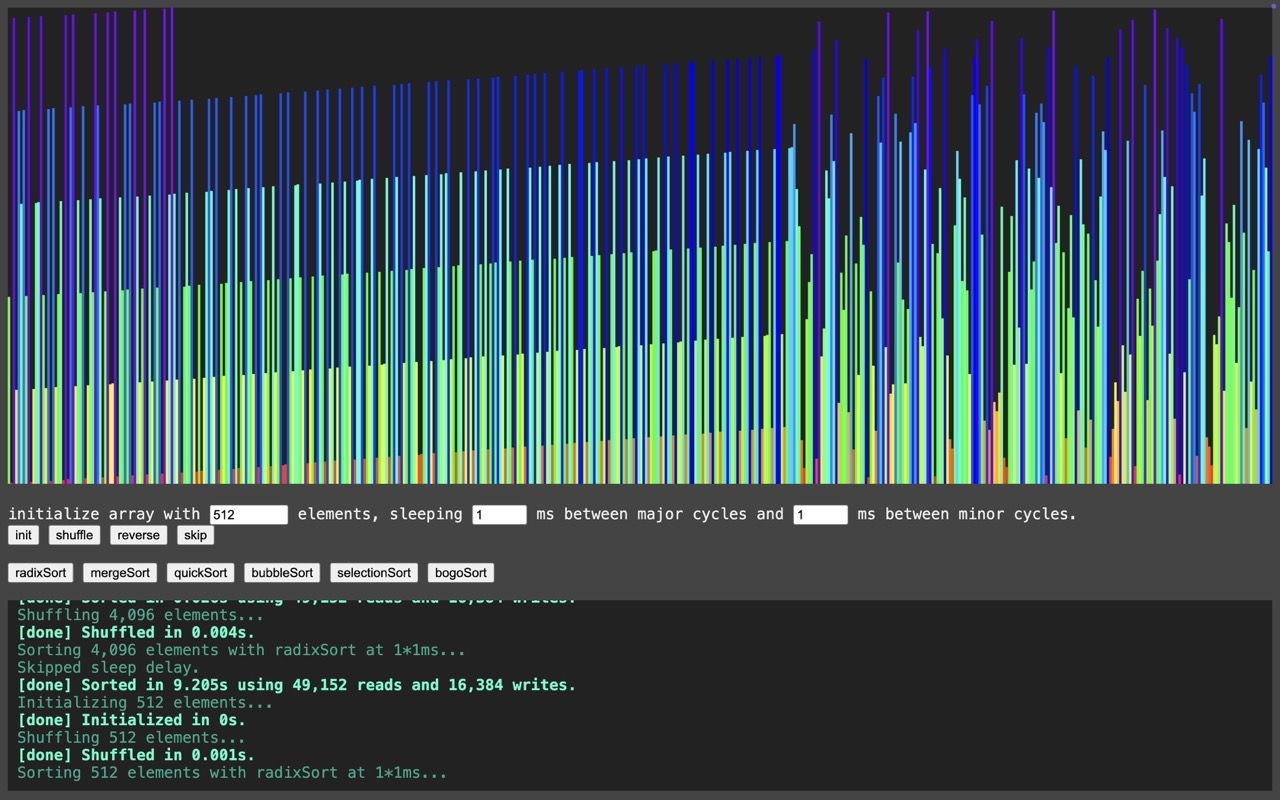 initialize array with 512 elements, sleeping 1 ms between major cycles and 1 ms between minor cycles.
init shuffle reverse skip
radixSort mergeSort quickSort bubbleSort selectionSort bogoSort
Shuffling 4,096 elements...
[done] Shuffled in 0.004s.
Sorting 4,096 elements with radixSort at 1*1ms...
Skipped sleep delay.
[done] Sorted in 9.205s using 49,152 reads and 16,384 writes.
Initializing 512 elements...
[done] Initialized in 0s.
Shuffling 512 elements...
[done] Shuffled in 0.001s.
Sorting 512 elements with radixSort at 1*1ms...